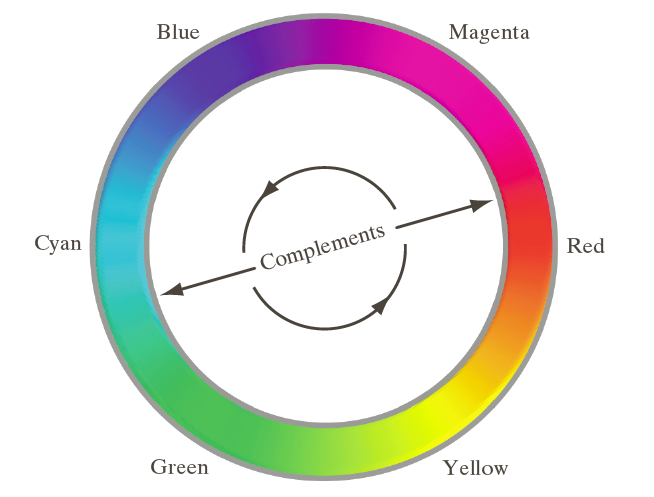 Blue
Magenta
Cyan
Complements
Red
Green
Yellow